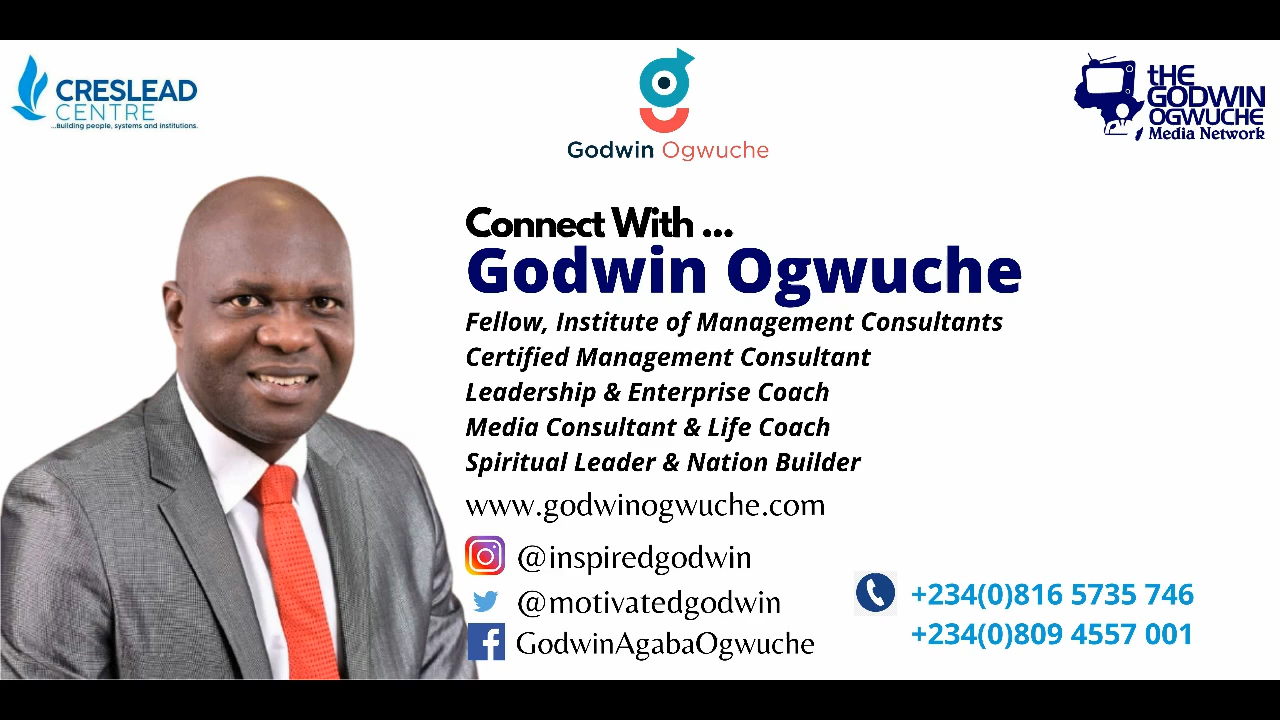 CRESLEAD
CENTRE
...Building people, systems and institutions.
Godwin Ogwuche
tHE
GODWIN
OGWUCHE
Media Network
Connect With ...
Godwin Ogwuche
Fellow, Institute of Management Consultants
Certified Management Consultant
Leadership & Enterprise Coach
Media Consultant & Life Coach
Spiritual Leader & Nation Builder
www.godwinogwuche.com
@inspiredgodwin
@motivatedgodwin
GodwinAgabaOgwuche
+234(0)816 5735 746
+234(0)809 4557 001